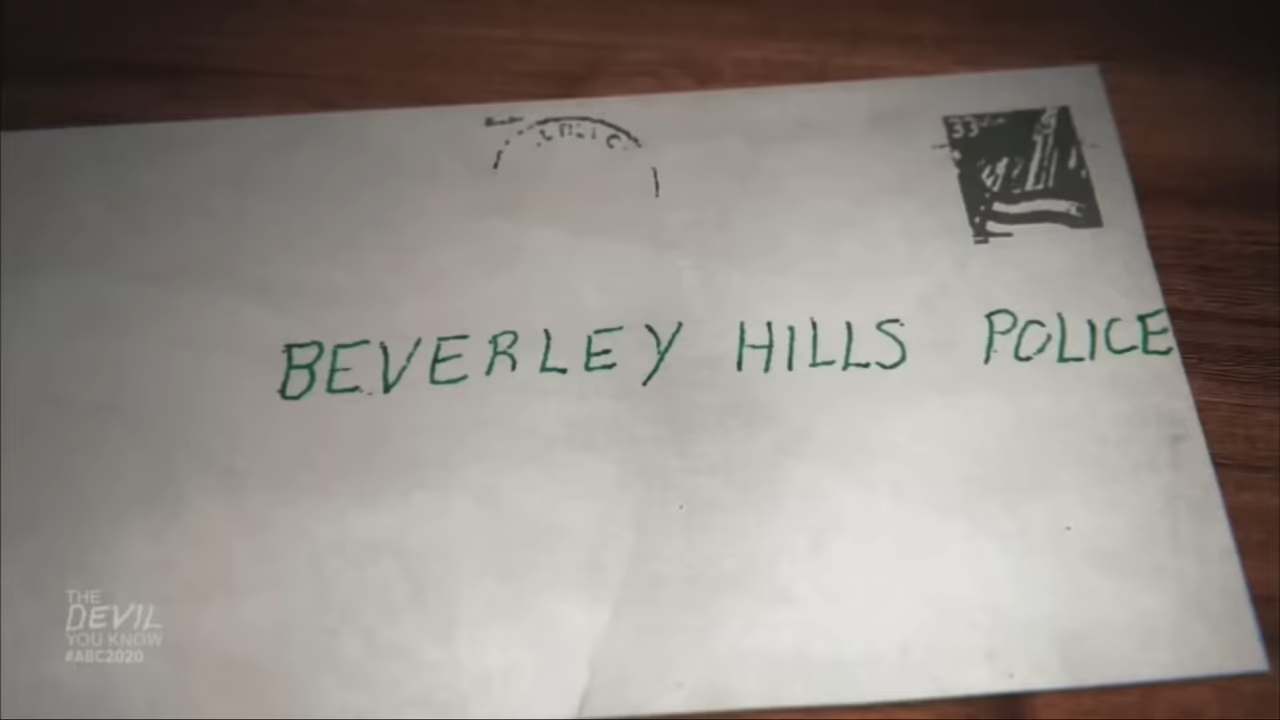 33
BEVERLEY HILLS POLICE
THE
DEVIL
YOU KNOW
#ABC2020